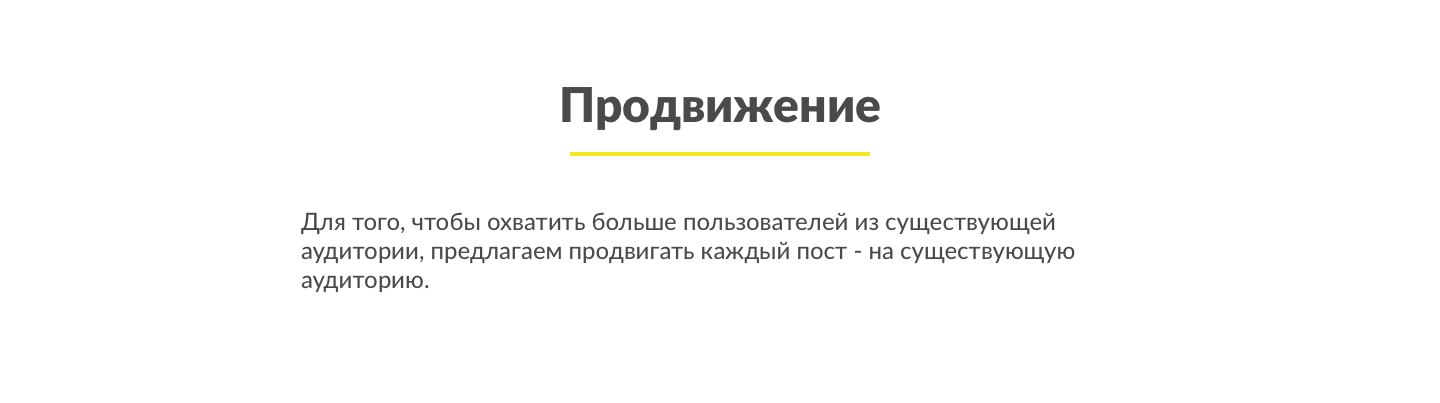 Продвижение
Для того, чтобы охватить больше пользователей из существующей
аудитории, предлагаем продвигать каждый пост - на существующую
аудиторию.